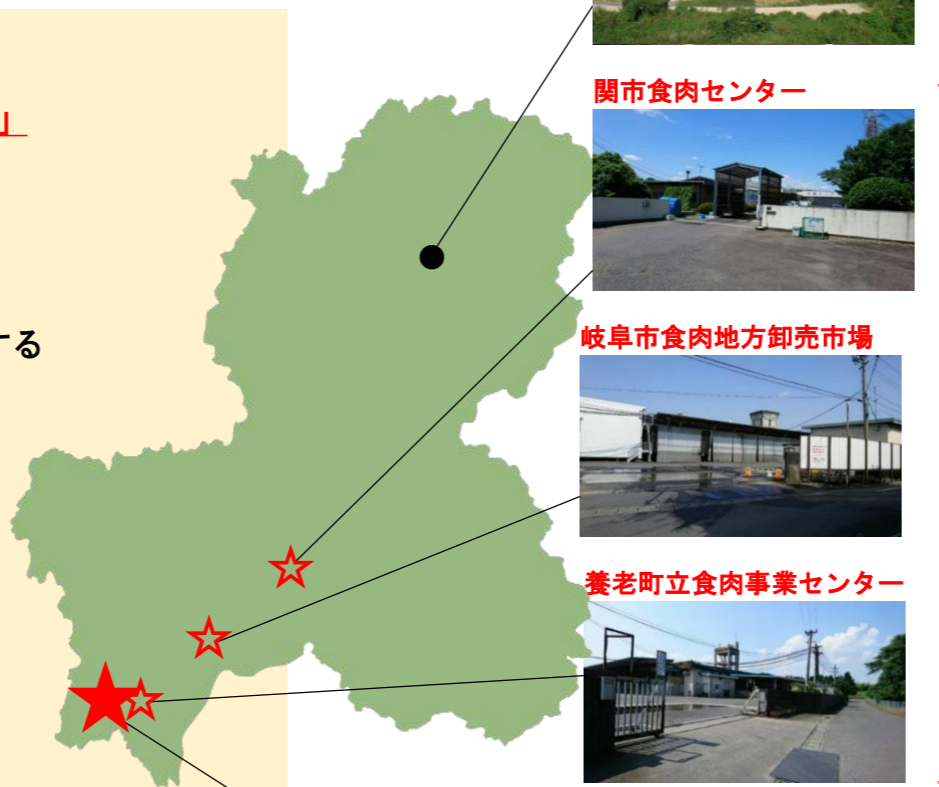 する
関市食肉センター
岐阜市食肉地方卸売市場
養老町立食肉事業センター